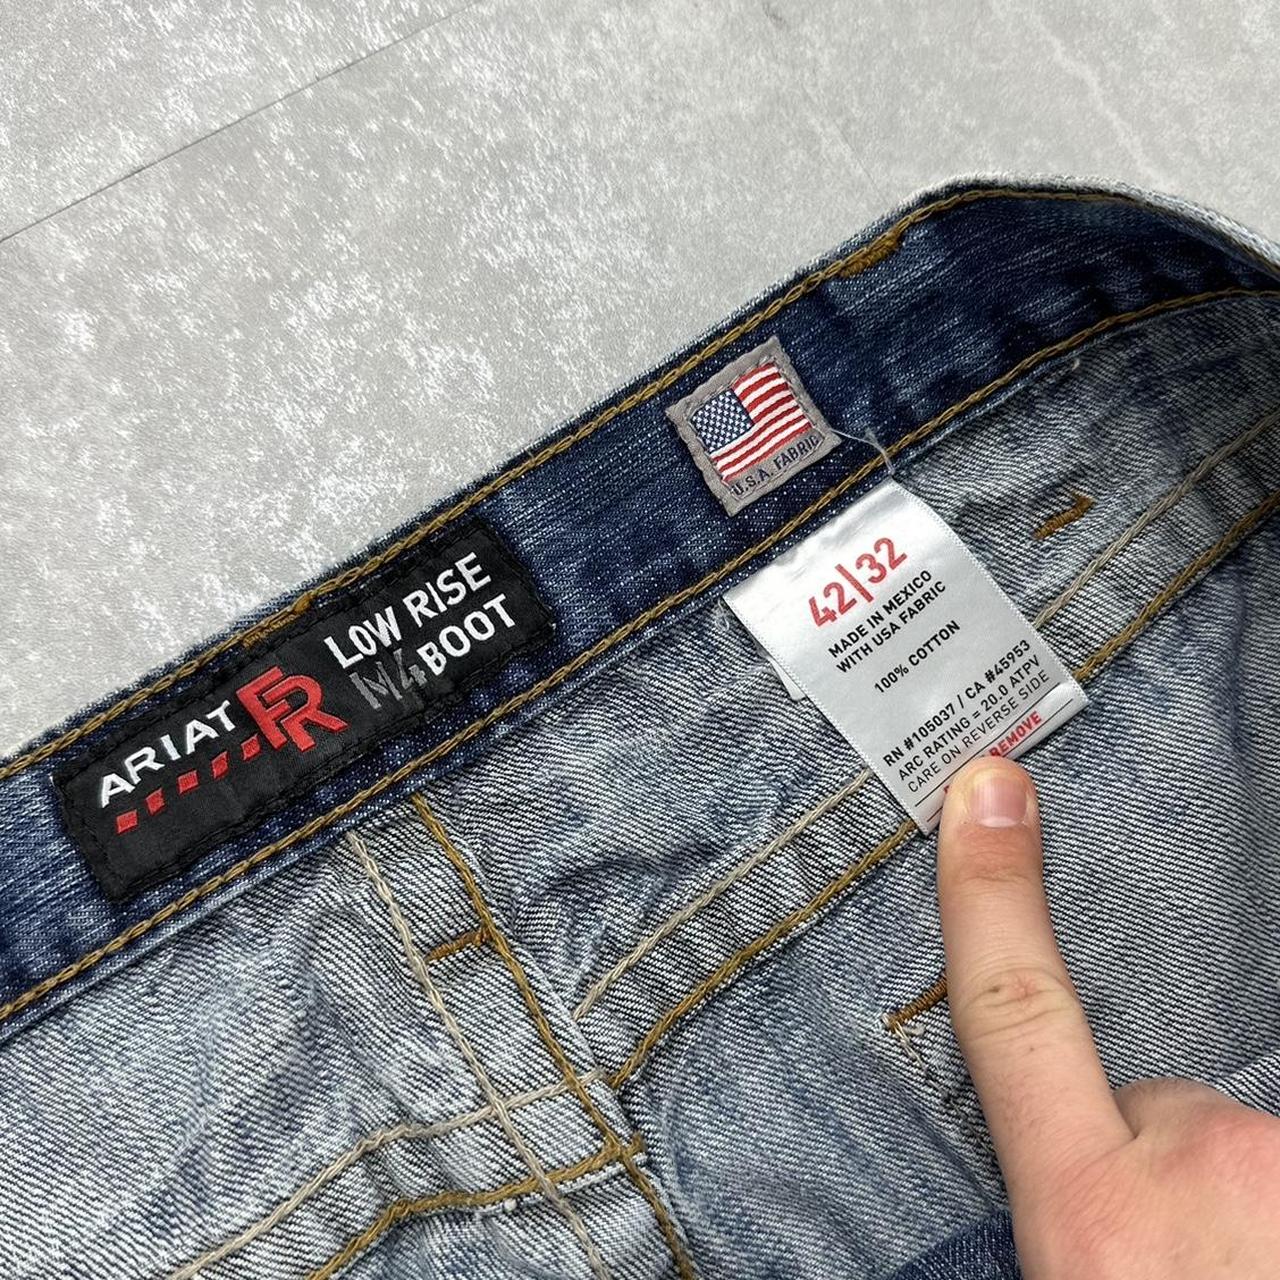 ARIAT FR
LOW RISE
M4 BOOT
U.S.A. FABRIC
42|32
MADE IN MEXICO
WITH USA FABRIC
100% COTTON
RN #105037 / CA #45953
ARC RATING = 20.0 ATPV
CARE ON REVERSE SIDE
REMOVE